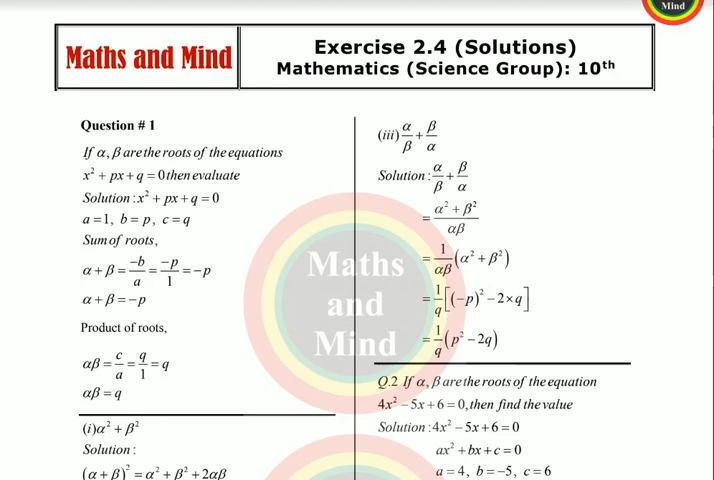 Mind
Maths and Mind
Exercise 2.4 (Solutions)
Mathematics (Science Group): 10th
Question # 1
If α, β are the roots of the equations
x² + px + q = 0 then evaluate
Solution : x² + px + q = 0
a = 1, b = p, c = q
Sum of roots,
α + β = -b/a = -p/1 = -p
α + β = -p
Product of roots,
αβ = c/a = q/1 = q
αβ = q
(i) α² + β²
Solution :
(α + β)² = α² + β² + 2αβ
(iii) α/β + β/α
Solution : α/β + β/α
= (α² + β²)/αβ
= 1/αβ (α² + β²)
= 1/q [(-p)² - 2 × q]
= 1/q (p² - 2q)
Q.2 If α, β are the roots of the equation
4x² - 5x + 6 = 0, then find the value
Solution : 4x² - 5x + 6 = 0
ax² + bx + c = 0
a = 4, b = -5, c = 6
Maths
and
Mind